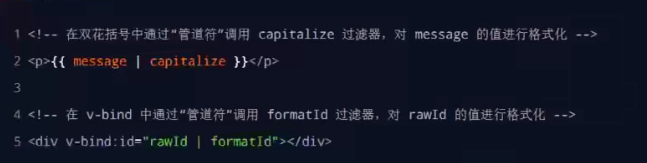 1 <!-- 在双花括号中通过“管道符”调用 capitalize 过滤器，对 message 的值进行格式化 -->
2 <p>{{ message | capitalize }}</p>
3
4 <!-- 在 v-bind 中通过“管道符”调用 formatId 过滤器，对 rawId 的值进行格式化 -->
5 <div v-bind:id="rawId | formatId"></div>